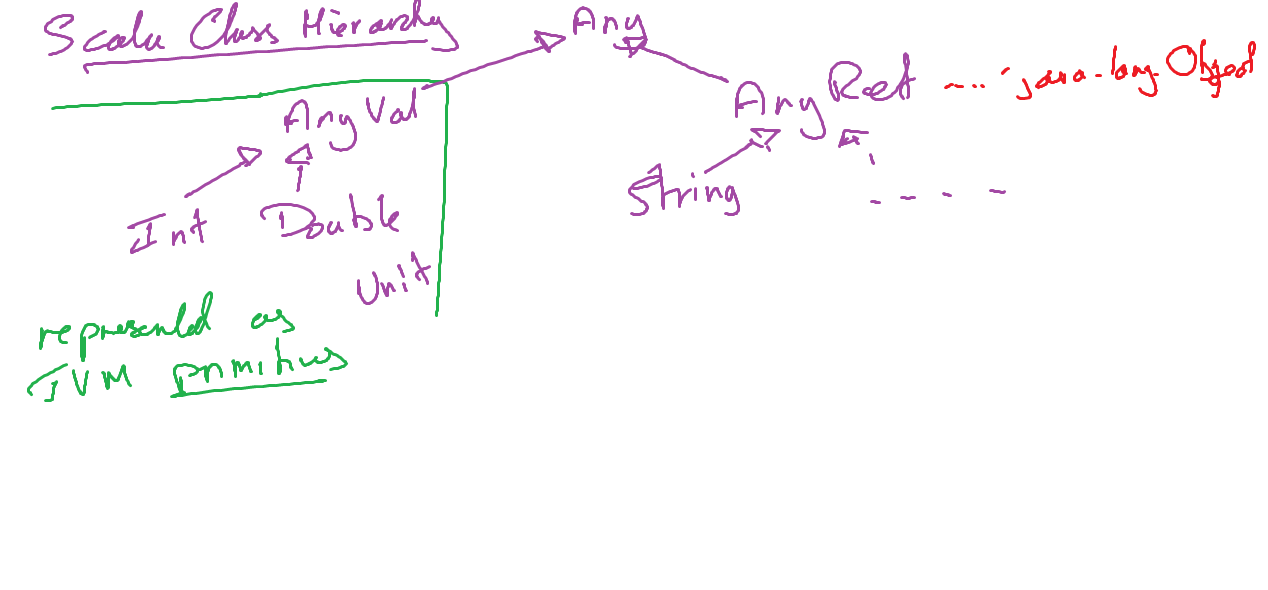 Scala Class Hierarchy
Any
AnyVal
AnyRef
java.lang.Object
Int
Double
Unit
String
represented as
JVM primitives